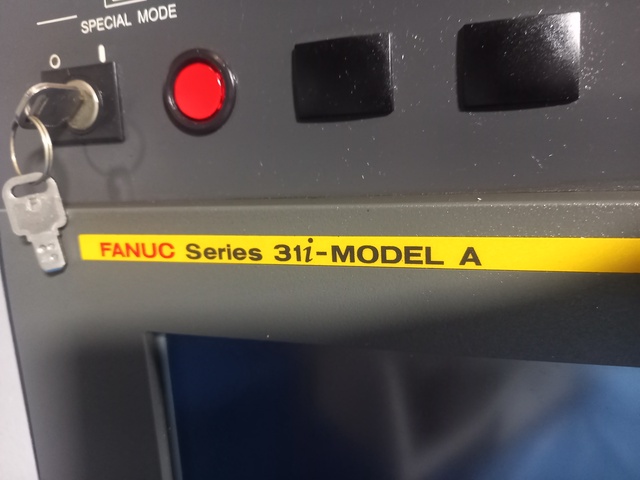 SPECIAL MODE
O I
FANUC Series 31i-MODEL A